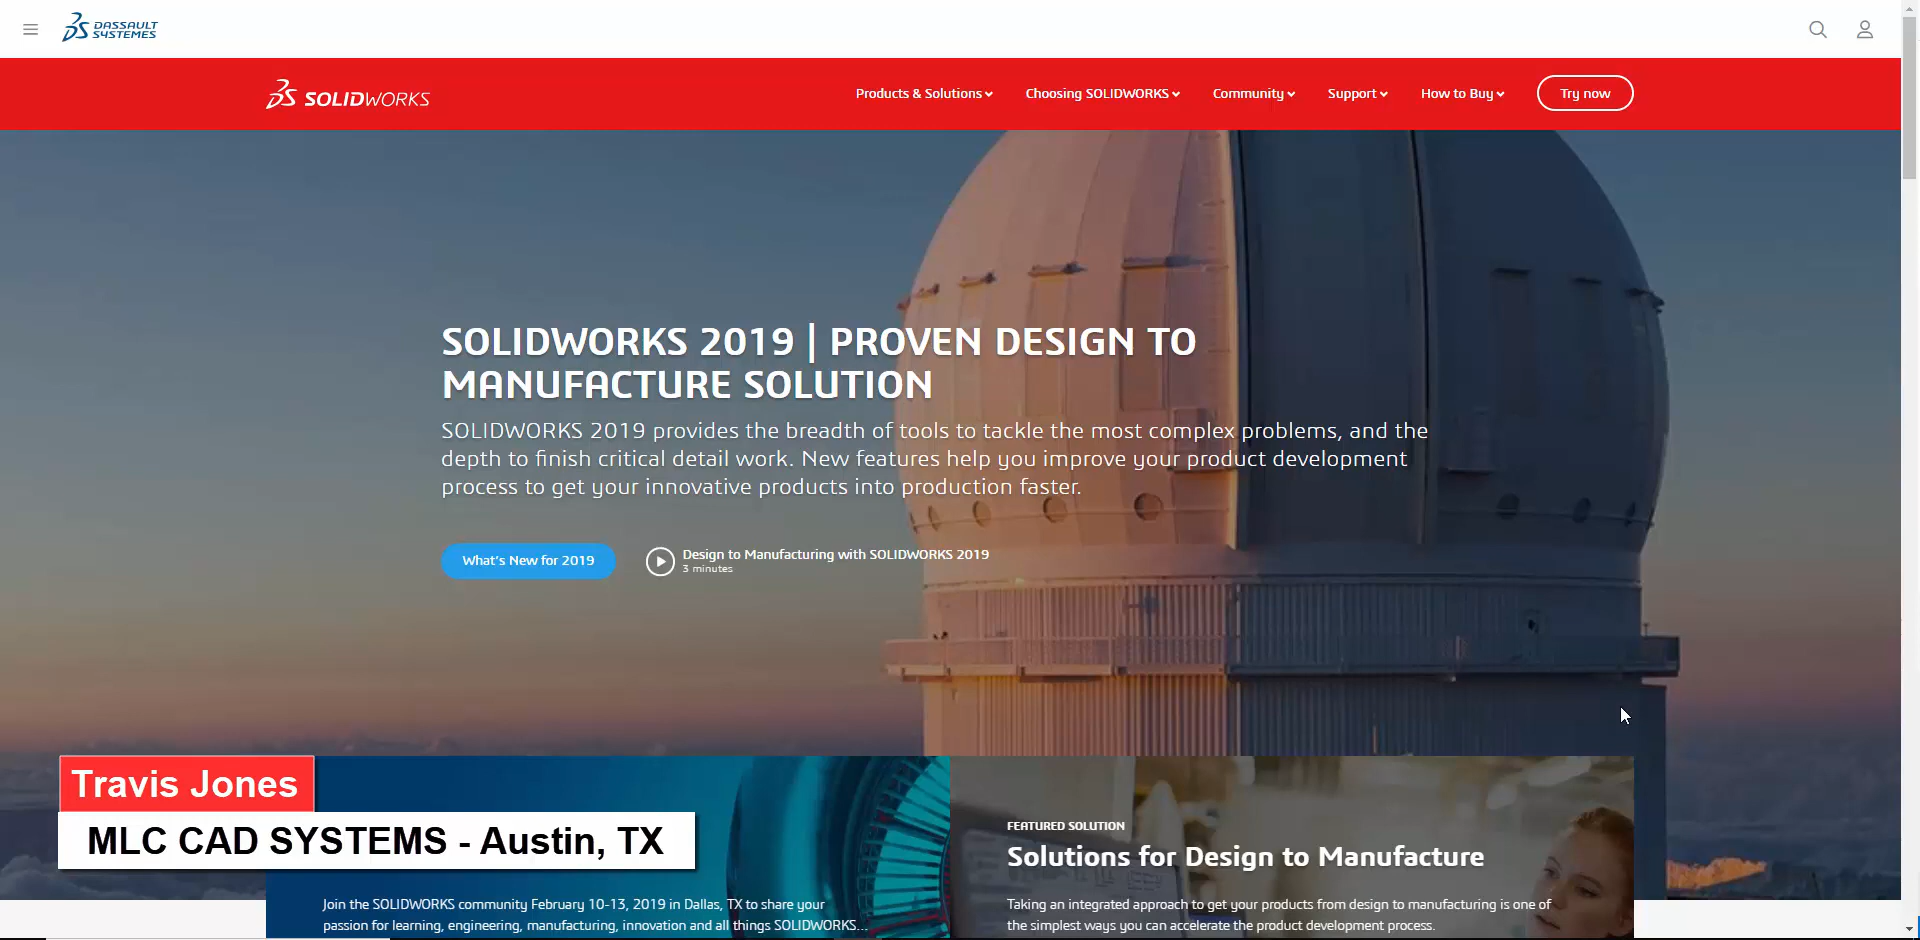 DASSAULT
SYSTEMES
SOLIDWORKS
Products & Solutions
Choosing SOLIDWORKS
Community
Support
How to Buy
Try now
SOLIDWORKS 2019 | PROVEN DESIGN TO
MANUFACTURE SOLUTION
SOLIDWORKS 2019 provides the breadth of tools to tackle the most complex problems, and the
depth to finish critical detail work. New features help you improve your product development
process to get your innovative products into production faster.
What's New for 2019
Design to Manufacturing with SOLIDWORKS 2019
3 minutes
Travis Jones
MLC CAD SYSTEMS - Austin, TX
Join the SOLIDWORKS community February 10-13, 2019 in Dallas, TX to share your
passion for learning, engineering, manufacturing, innovation and all things SOLIDWORKS...
FEATURED SOLUTION
Solutions for Design to Manufacture
Taking an integrated approach to get your products from design to manufacturing is one of
the simplest ways you can accelerate the product development process.